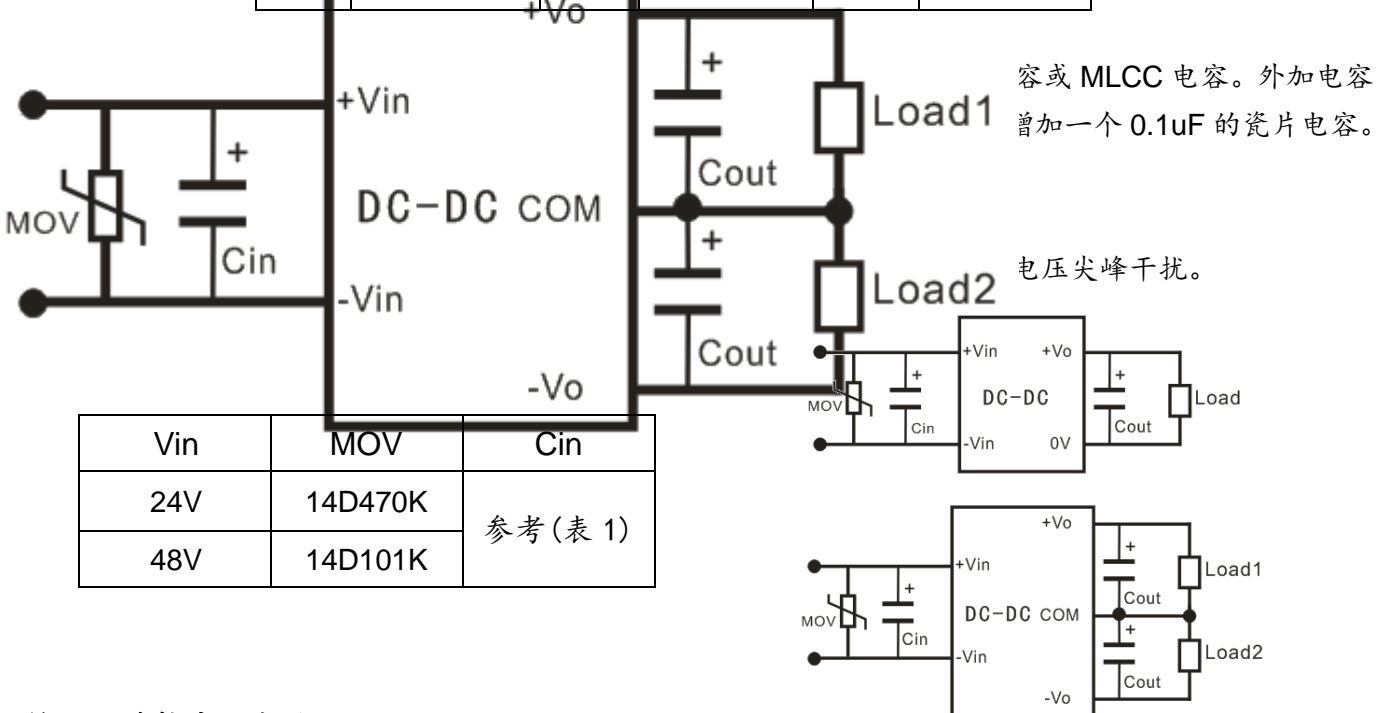 +Vo
容或 MLCC 电容。外加电容
增加一个 0.1uF 的瓷片电容。
+Vin
Load1
+
+
Cout
MOV
DC-DC COM
Cin
+
电压尖峰干扰。
-Vin
Load2
Cout
-Vo
+Vin +Vo
+ +
DC-DC
MOV
Load
Cin
Cout
-Vin 0V
Vin MOV Cin
24V 14D470K 参考(表 1)
48V 14D101K
+Vo
+
+Vin
Load1
+
Cout
MOV
DC-DC COM
Cin
+
Load2
-Vin
Cout
-Vo